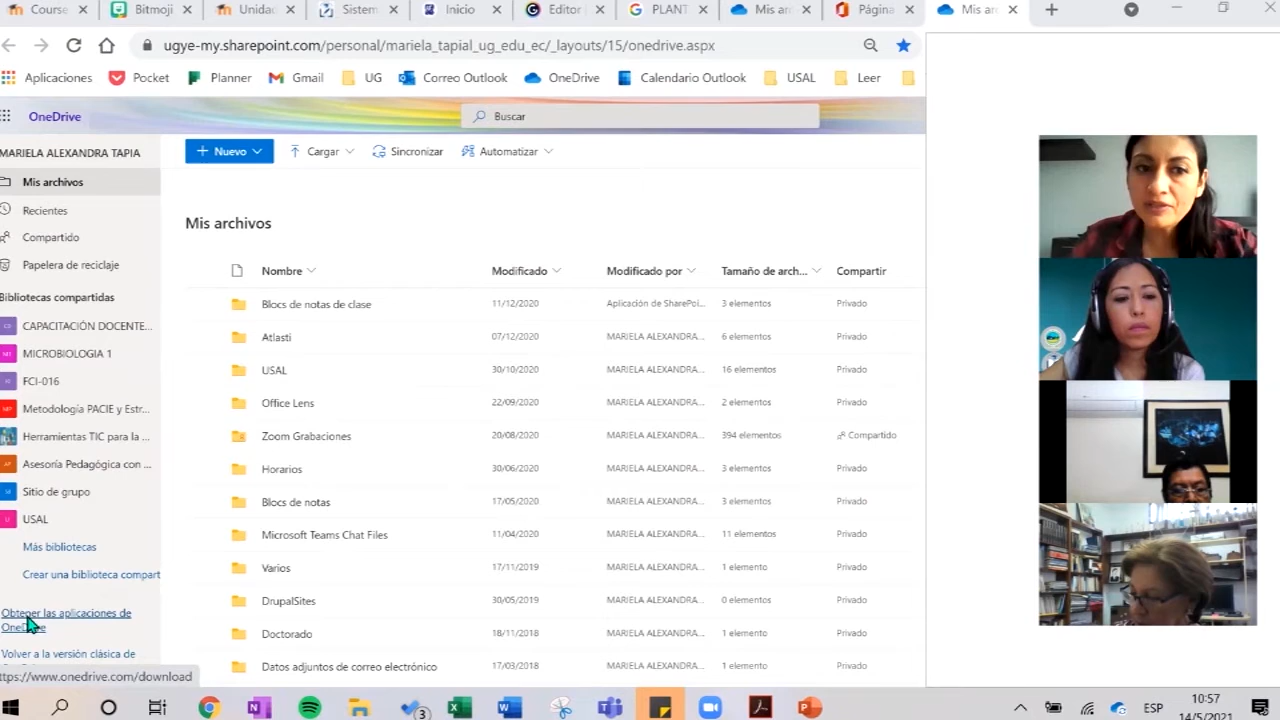 Course
Bitmoji
Unidad
Sistem
Inicio
Editor
PLANT
Mis arc
Página
Mis arc
ugye-my.sharepoint.com/personal/mariela_tapial_ug_edu_ec/_layouts/15/onedrive.aspx
Aplicaciones Pocket Planner Gmail UG Correo Outlook OneDrive Calendario Outlook USAL Leer
OneDrive
Buscar
MARIELA ALEXANDRA TAPIA
Mis archivos
Recientes
Compartido
Papelera de reciclaje
Bibliotecas compartidas
CAPACITACIÓN DOCENTE...
MICROBIOLOGIA 1
FCI-016
Metodología PACIE y Estr...
Herramientas TIC para la ...
Asesoría Pedagógica con ...
Sitio de grupo
USAL
Más bibliotecas
Crear una biblioteca compart
Obtener las aplicaciones de
OneDrive
Volver a la versión clásica de
ttps://www.onedrive.com/download
Nuevo Cargar Sincronizar Automatizar
Mis archivos
Nombre Modificado Modificado por Tamaño de arch... Compartir
Blocs de notas de clase 11/12/2020 Aplicación de SharePoi... 3 elementos Privado
Atlasti 07/12/2020 MARIELA ALEXANDRA... 6 elementos Privado
USAL 30/10/2020 MARIELA ALEXANDRA... 16 elementos Privado
Office Lens 22/09/2020 MARIELA ALEXANDRA... 2 elementos Privado
Zoom Grabaciones 20/08/2020 MARIELA ALEXANDRA... 394 elementos Compartido
Horarios 30/06/2020 MARIELA ALEXANDRA... 3 elementos Privado
Blocs de notas 17/05/2020 MARIELA ALEXANDRA... 3 elementos Privado
Microsoft Teams Chat Files 11/04/2020 MARIELA ALEXANDRA... 11 elementos Privado
Varios 17/11/2019 MARIELA ALEXANDRA... 1 elemento Privado
DrupalSites 30/05/2019 MARIELA ALEXANDRA... 0 elementos Privado
Doctorado 18/11/2018 MARIELA ALEXANDRA... 1 elemento Privado
Datos adjuntos de correo electrónico 17/03/2018 MARIELA ALEXANDRA... 1 elemento Privado
3
ESP
10:57
14/5/2021